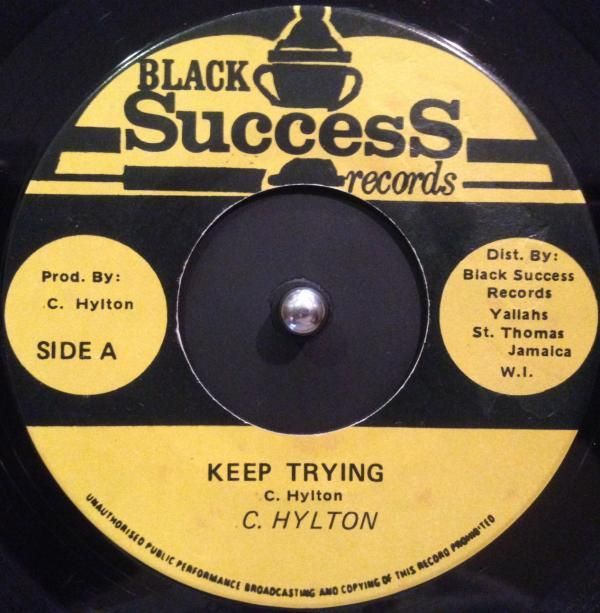 BLACK
SuccesS
records
Prod. By:
C. Hylton
SIDE A
Dist. By:
Black Success
Records
Yallahs
St. Thomas
Jamaica
W.I.
KEEP TRYING
C. Hylton
C. HYLTON
UNAUTHORISED PUBLIC PERFORMANCE BROADCASTING AND COPYING OF THIS RECORD PROHIBITED